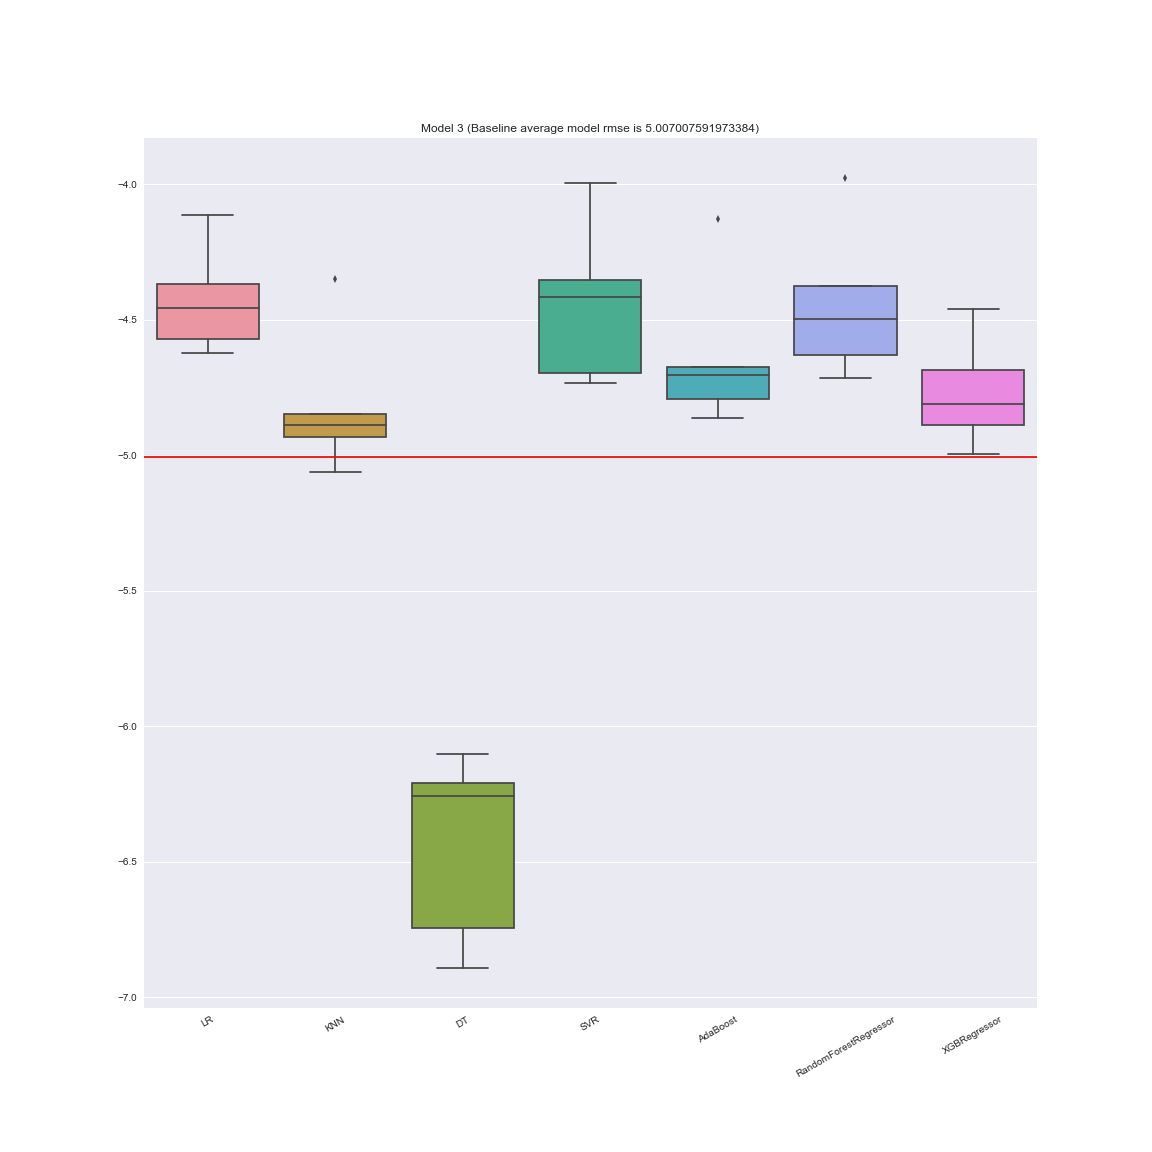 Model 3 (Baseline average model rmse is 5.007007591973384)
−4.0
−4.5
−5.0
−5.5
−6.0
−6.5
−7.0
LR
KNN
DT
SVR
AdaBoost
RandomForestRegressor
XGBRegressor